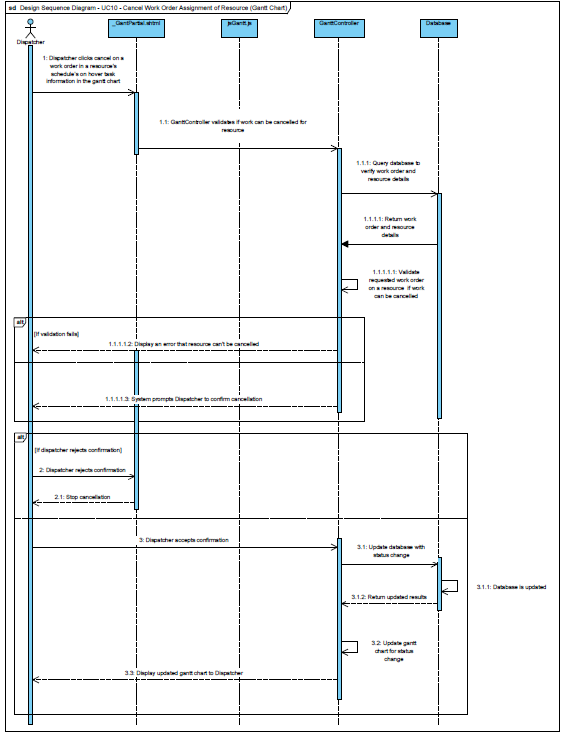 sd Design Sequence Diagram - UC10 - Cancel Work Order Assignment of Resource (Gantt Chart)
_GantPartial.xhtml
jsGantt.js
GanttController
Database
Dispatcher
1: Dispatcher clicks cancel on a
work order in a resource's
schedule's on hover task
information in the gantt chart
1.1: GanttController validates if work can be cancelled for
resource
1.1.1: Query database to
verify work order and
resource details
1.1.1.1: Return work
order and resource
details
1.1.1.1.1: Validate
requested work order
on a resource if work
can be cancelled
alt
[If validation fails]
1.1.1.1.2: Display an error that resource can't be cancelled
1.1.1.1.3: System prompts Dispatcher to confirm cancellation
alt
[If dispatcher rejects confirmation]
2: Dispatcher rejects confirmation
2.1: Stop cancellation
3: Dispatcher accepts confirmation
3.1: Update database with
status change
3.1.1: Database is updated
3.1.2: Return updated results
3.2: Update gantt
chart for status
change
3.3: Display updated gantt chart to Dispatcher